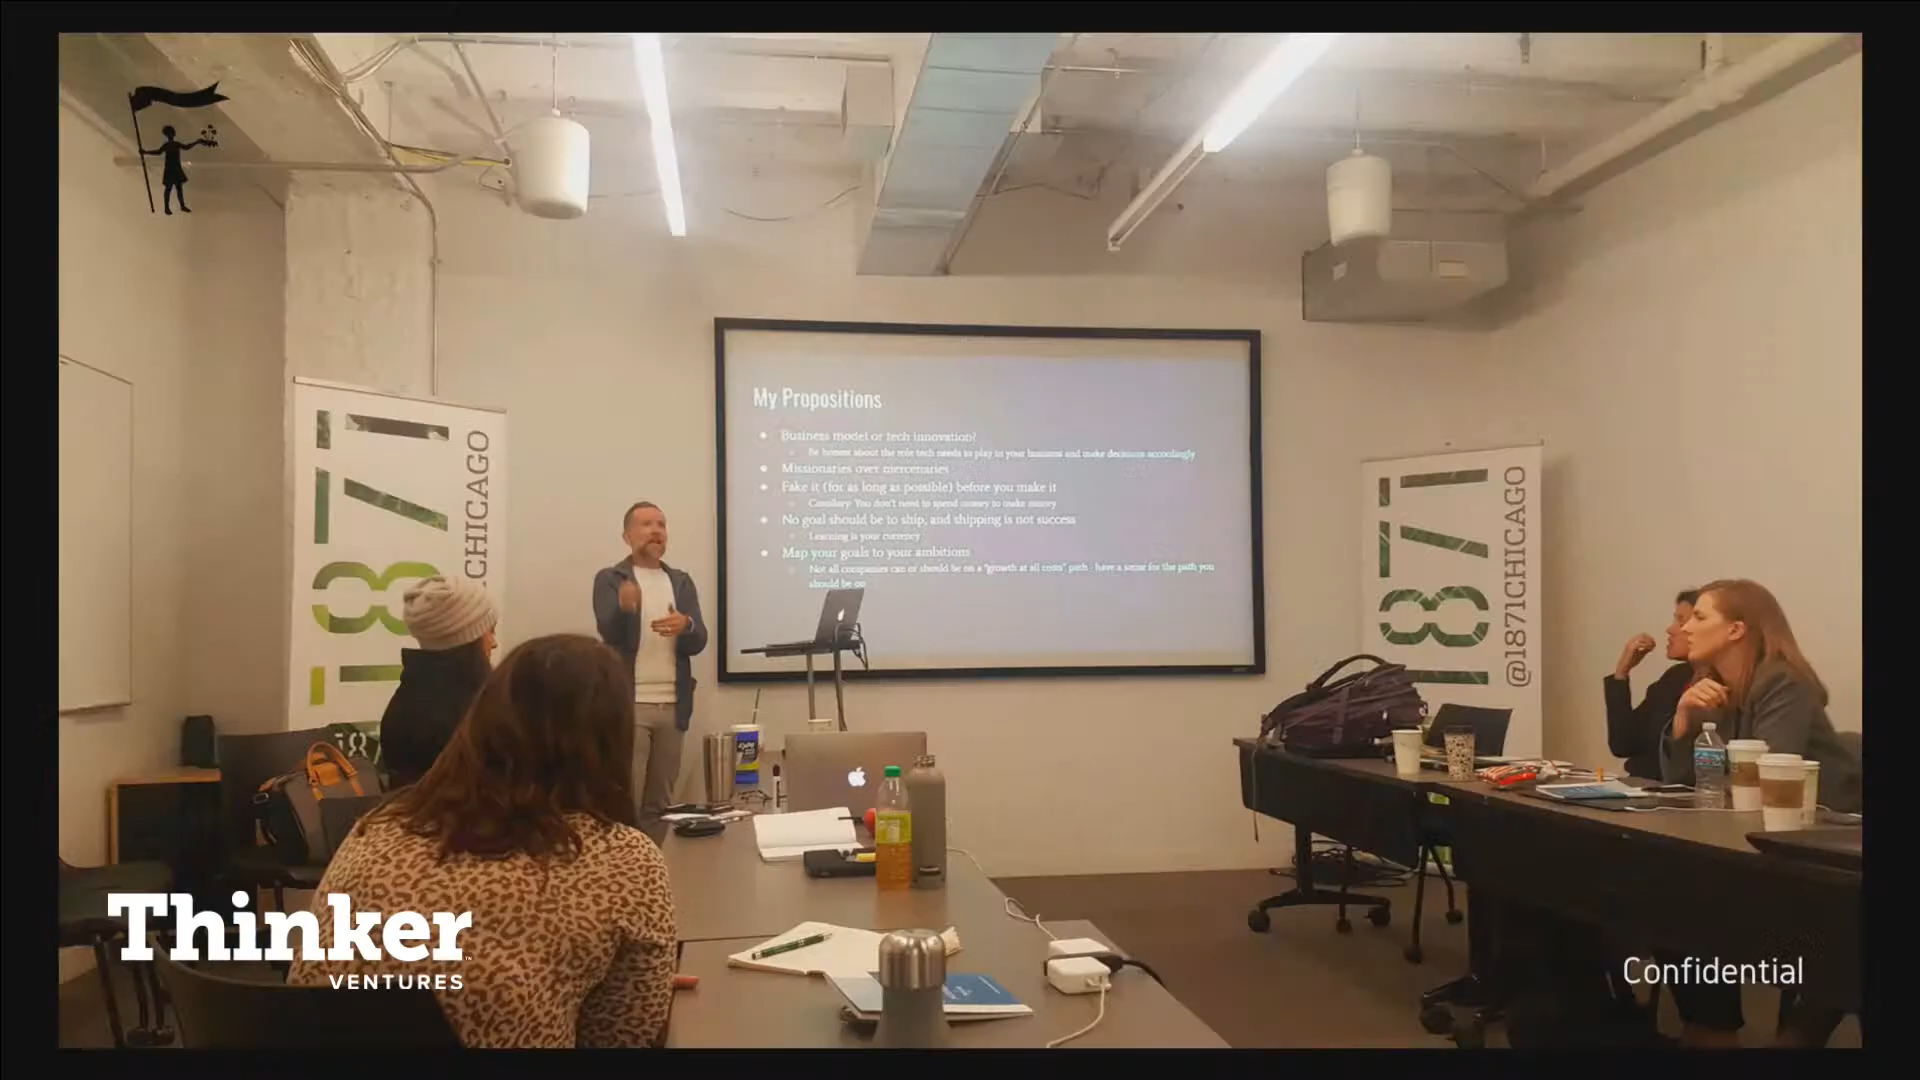 My Propositions
Business model or tech innovation?
Be honest about the role tech needs to play in your business and make decisions accordingly
Missionaries over mercenaries
Fake it (for as long as possible) before you make it
Corollary: You don't need to spend money to make money
No goal should be to ship, and shipping is not success
Learning is your currency
Map your goals to your ambitions
Not all companies can or should be on a "growth at all costs" path - have a sense for the path you
should be on
1871
CHICAGO
1871
@1871CHICAGO
Thinker
VENTURES
Confidential